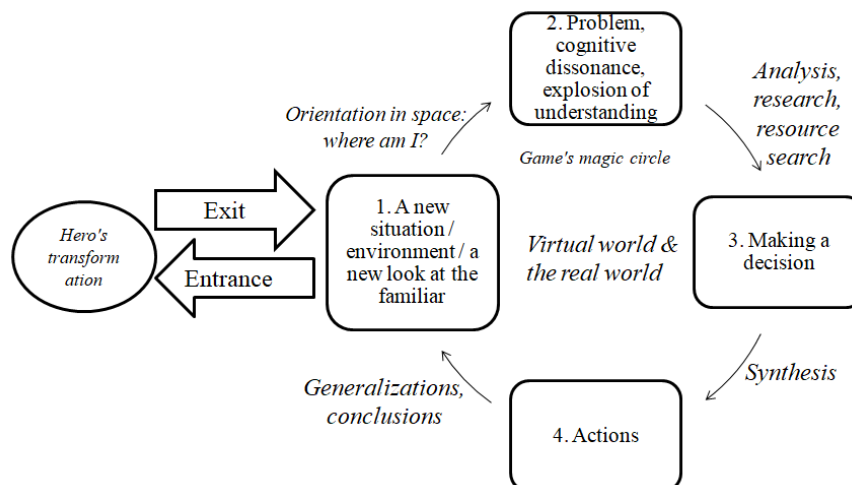 2. Problem,
cognitive
dissonance,
explosion of
understanding
Analysis,
research,
resource
search
Orientation in space:
where am I?
Game's magic circle
Exit
Entrance
Hero's
transform
ation
1. A new
situation /
environment / a
new look at the
familiar
Virtual world &
the real world
3. Making a
decision
Synthesis
Generalizations,
conclusions
4. Actions